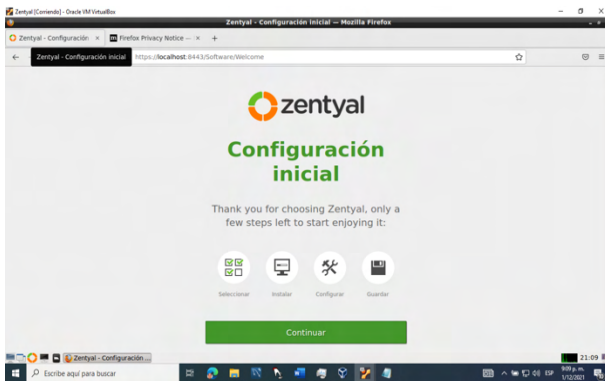 Zentyal [Corriendo] - Oracle VM VirtualBox
Zentyal - Configuración inicial — Mozilla Firefox
Zentyal - Configuración
Firefox Privacy Notice —
Zentyal - Configuración inicial
https://localhost:8443/Software/Welcome
zentyal
Configuración
inicial
Thank you for choosing Zentyal, only a
few steps left to start enjoying it:
Seleccionar
Instalar
Configurar
Guardar
Continuar
Zentyal - Configuración ...
21:09
Escribe aquí para buscar
ESP
9:09 p. m.
1/12/2021